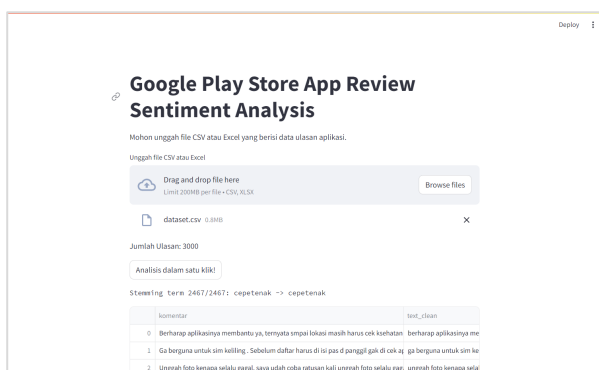 Deploy
Google Play Store App Review
Sentiment Analysis
Mohon unggah file CSV atau Excel yang berisi data ulasan aplikasi.
Unggah file CSV atau Excel
Drag and drop file here
Limit 200MB per file • CSV, XLSX
Browse files
dataset.csv 0.8MB
Jumlah Ulasan: 3000
Analisis dalam satu klik!
Stemming term 2467/2467: cepetenak -> cepetenak
komentar text_clean
0 Berharap aplikasinya membantu ya, ternyata smpai lokasi masih harus cek ksehatan berharap aplikasinya me
1 Ga berguna untuk sim keliling . Sebelum daftar harus di isi pas d panggil gak di cek ap ga berguna untuk sim ke
2 Unggah foto kenapa selalu gagal, saya udah coba ratusan kali unggah foto selalu gag unggah foto kenapa selal